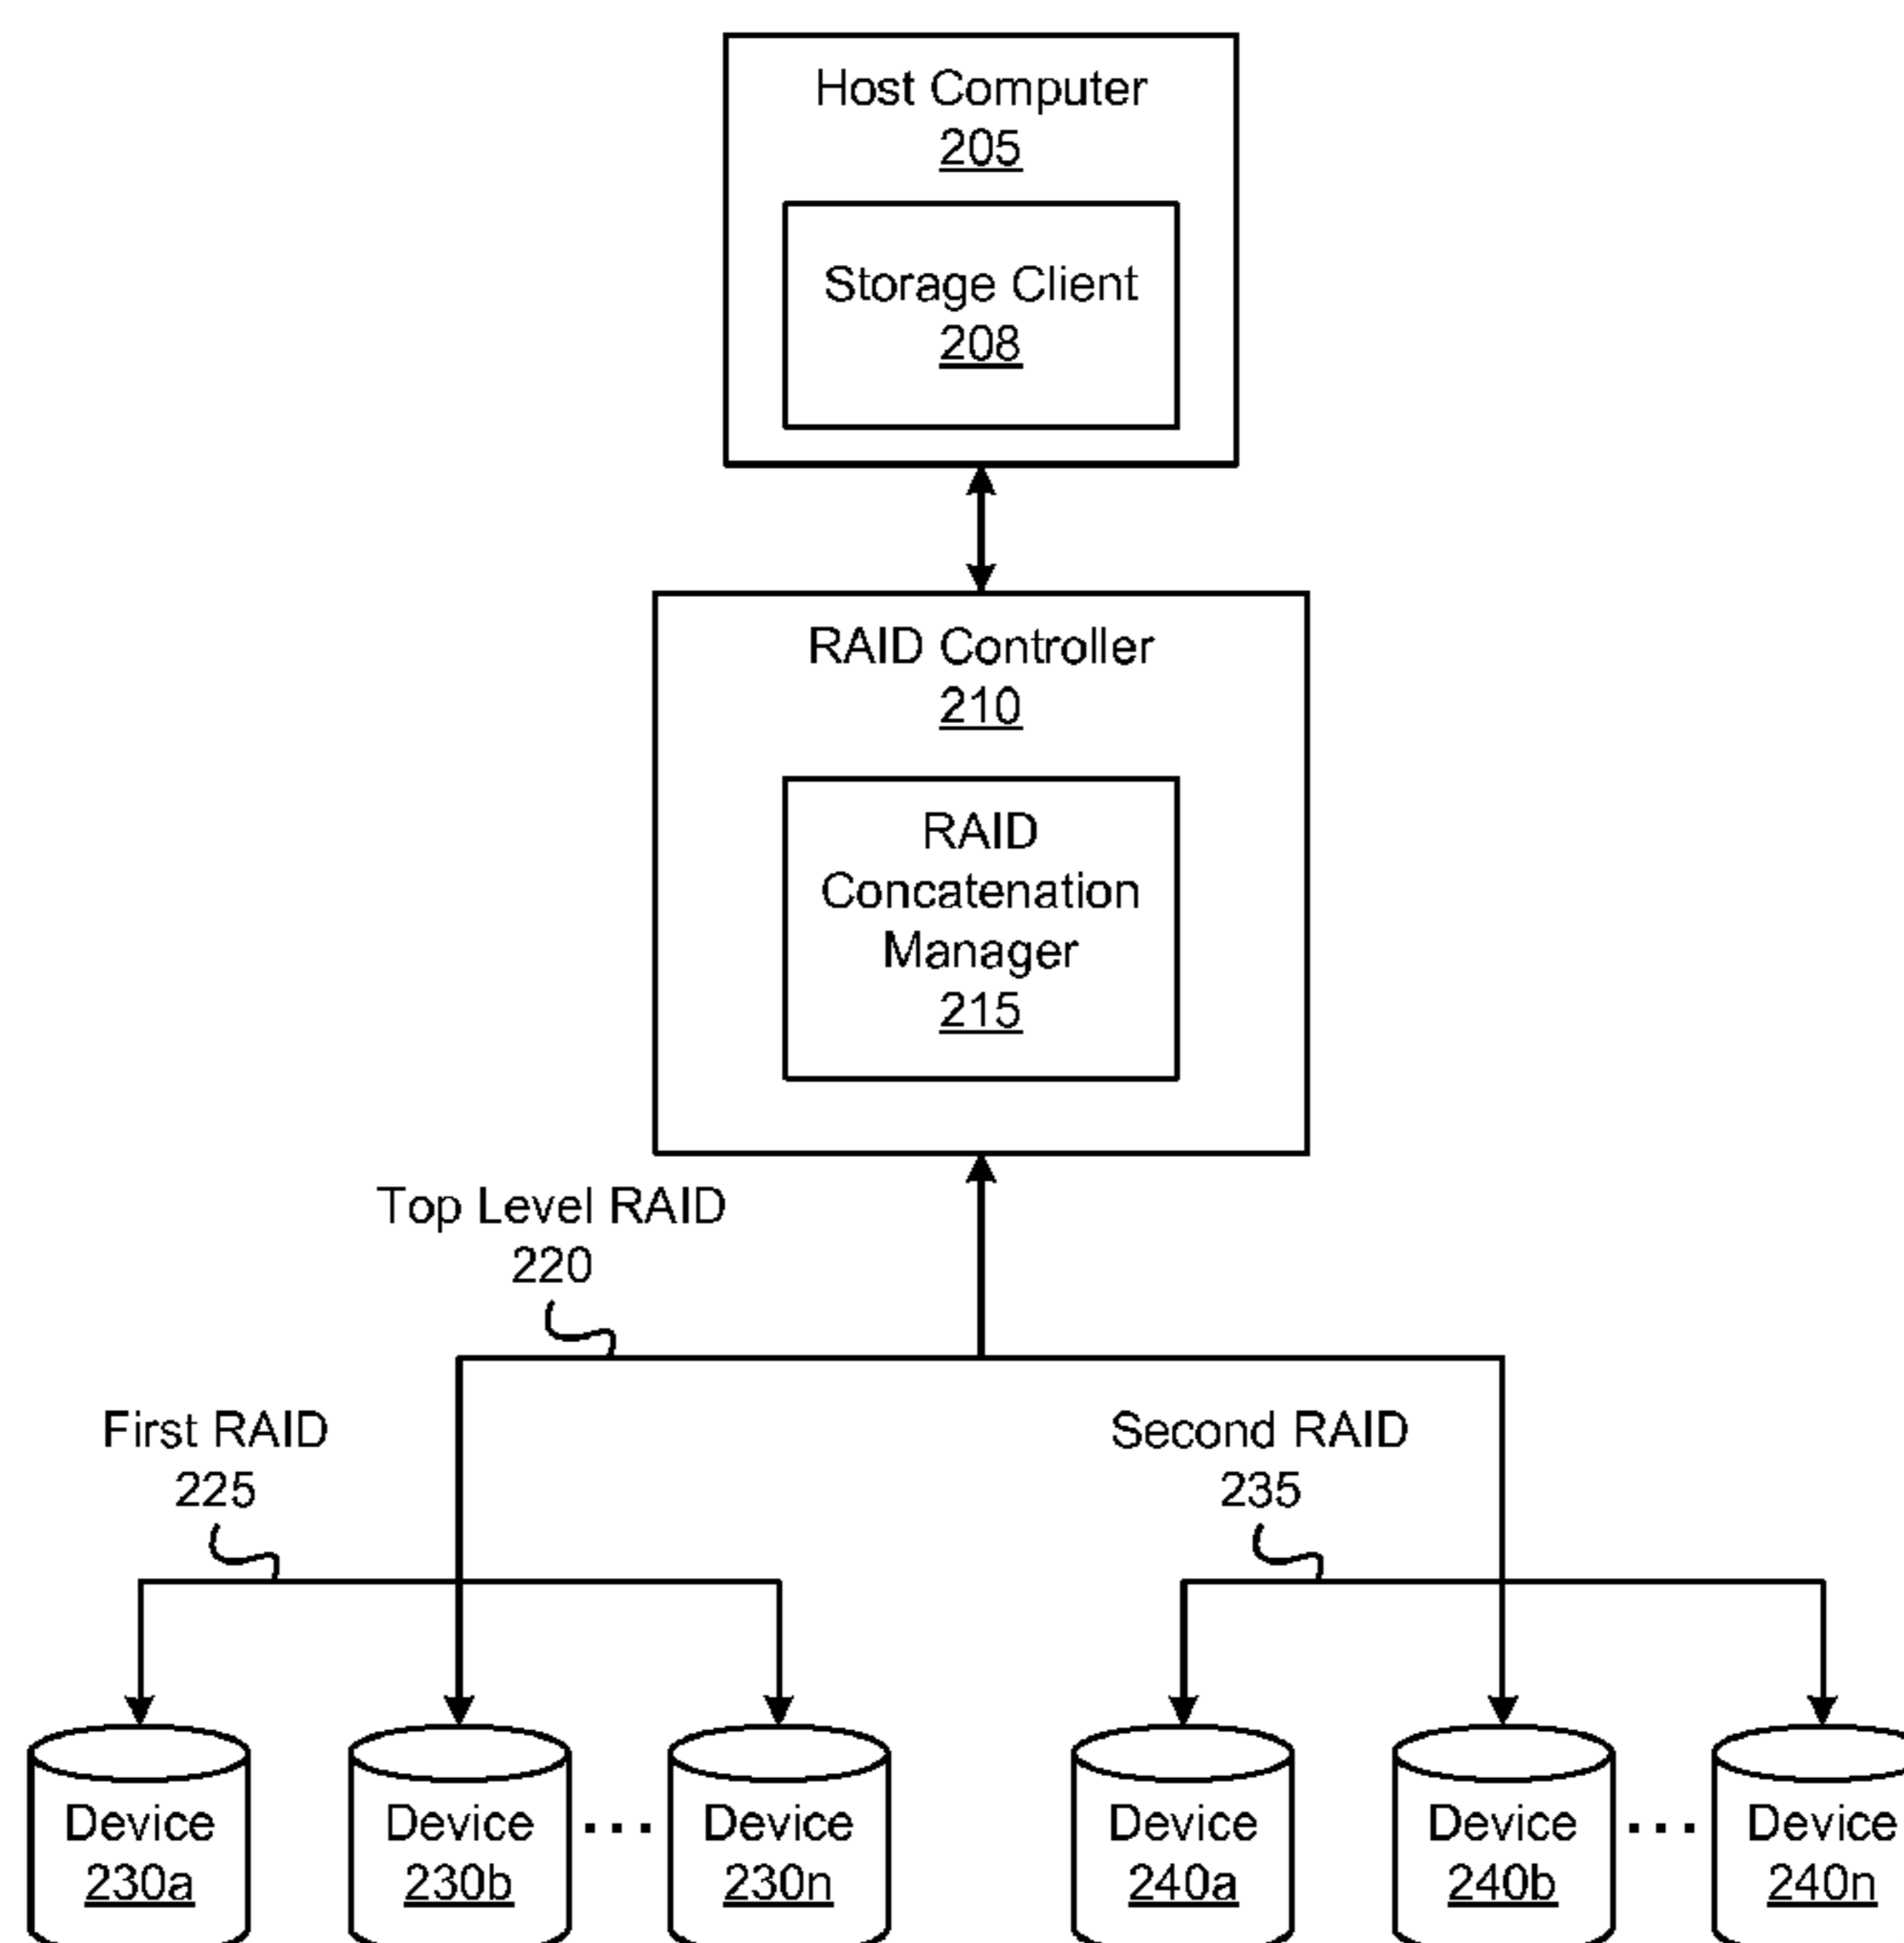 Host Computer
205
Storage Client
208
RAID Controller
210
RAID
Concatenation
Manager
215
Top Level RAID
220
First RAID
225
Second RAID
235
Device
230a
Device
230b
...
Device
230n
Device
240a
Device
240b
...
Device
240n